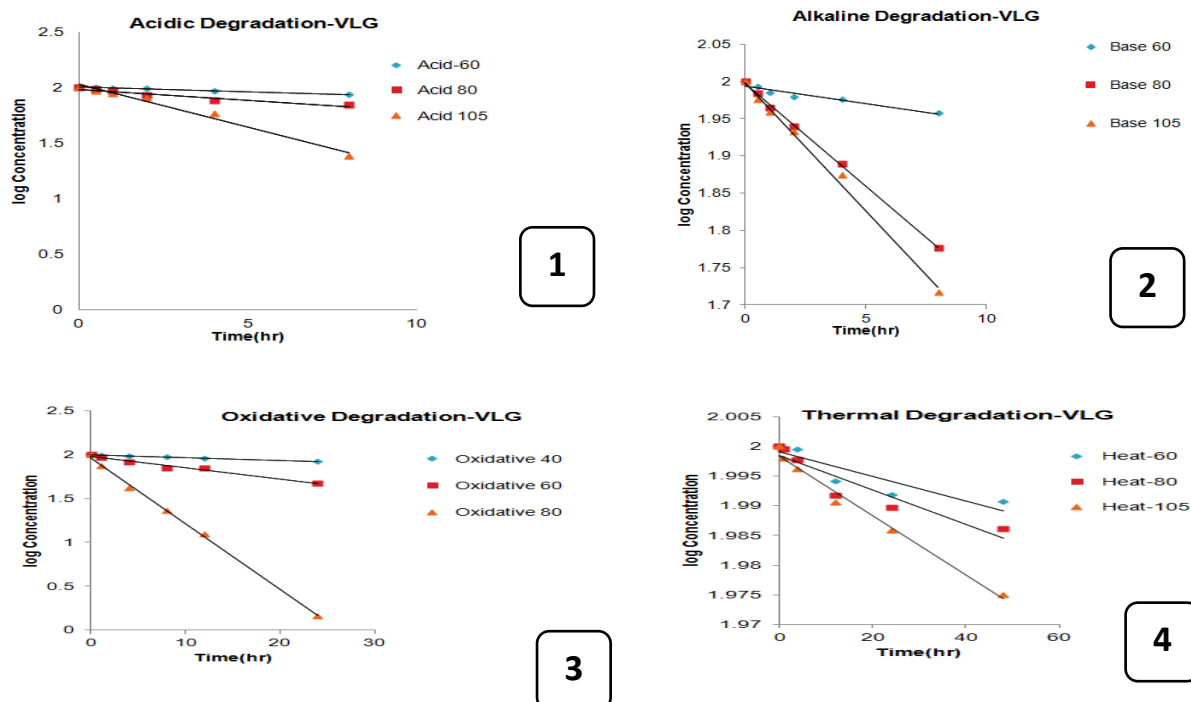 Acidic Degradation-VLG
2.5
2
1.5
1
0.5
0
0
5
10
log Concentration
Time(hr)
Acid-60
Acid 80
Acid 105
1
Alkaline Degradation-VLG
2.05
2
1.95
1.9
1.85
1.8
1.75
1.7
0
5
10
log Concentration
Time(hr)
Base 60
Base 80
Base 105
2
Oxidative Degradation-VLG
2.5
2
1.5
1
0.5
0
0
10
20
30
log Concentration
Time(hr)
Oxidative 40
Oxidative 60
Oxidative 80
3
Thermal Degradation-VLG
2.005
2
1.995
1.99
1.985
1.98
1.975
1.97
0
20
40
60
log Concentration
Time(hr)
Heat-60
Heat-80
Heat-105
4